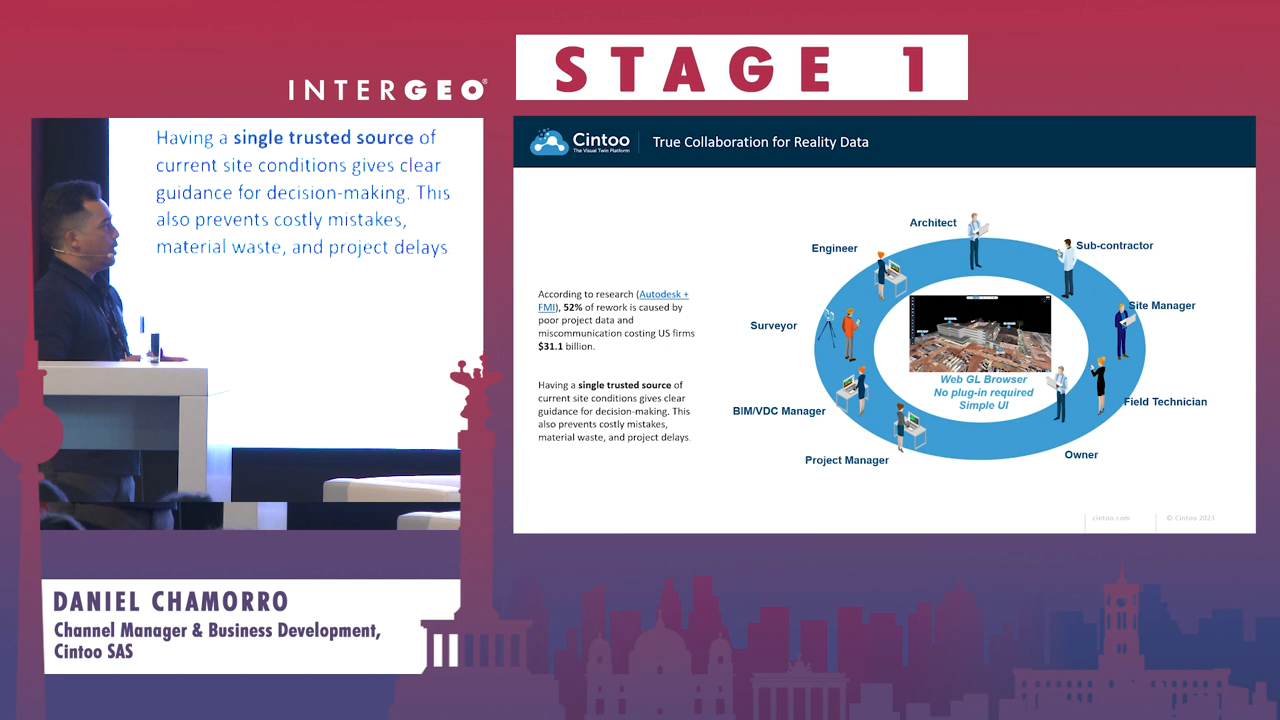 STAGE 1
INTERGEO®
Having a single trusted source of
current site conditions gives clear
guidance for decision-making. This
also prevents costly mistakes,
material waste, and project delays
DANIEL CHAMORRO
Channel Manager & Business Development,
Cintoo SAS
Cintoo
The Visual Twin Platform
True Collaboration for Reality Data
According to research (Autodesk +
FMI), 52% of rework is caused by
poor project data and
miscommunication costing US firms
$31.1 billion.
Having a single trusted source of
current site conditions gives clear
guidance for decision-making. This
also prevents costly mistakes,
material waste, and project delays.
Architect
Sub-contractor
Engineer
Site Manager
Surveyor
Field Technician
BIM/VDC Manager
Owner
Project Manager
Web GL Browser
No plug-in required
Simple UI
cintoo.com
© Cintoo 2023